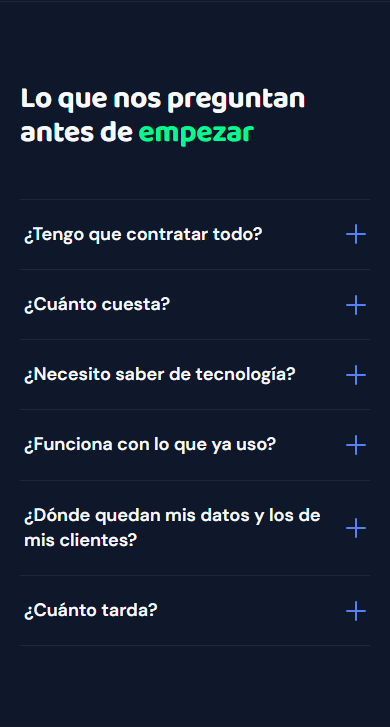 Lo que nos preguntan
antes de empezar
¿Tengo que contratar todo?
¿Cuánto cuesta?
¿Necesito saber de tecnología?
¿Funciona con lo que ya uso?
¿Dónde quedan mis datos y los de
mis clientes?
¿Cuánto tarda?